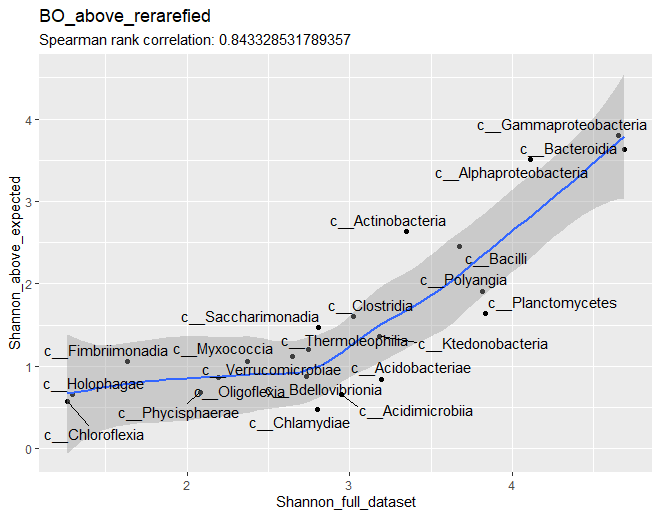 BO_above_rerarefied
Spearman rank correlation: 0.843328531789357
Shannon_above_expected
4
3
2
1
0
c__Gammaproteobacteria
c__Bacteroidia
c__Alphaproteobacteria
c__Actinobacteria
c__Bacilli
c__Polyangia
c__Planctomycetes
c__Clostridia
c__Saccharimonadia
c__Thermoleophilia
c__Ktedonobacteria
c__Fimbriimonadia
c__Myxococcia
c__Verrucomicrobiae
c__Acidobacteriae
c__Holophagae
c__Oligoflexia
c__Bdellovibrionia
c__Phycisphaerae
c__Acidimicrobiia
c__Chlamydiae
c__Chloroflexia
2
3
4
Shannon_full_dataset